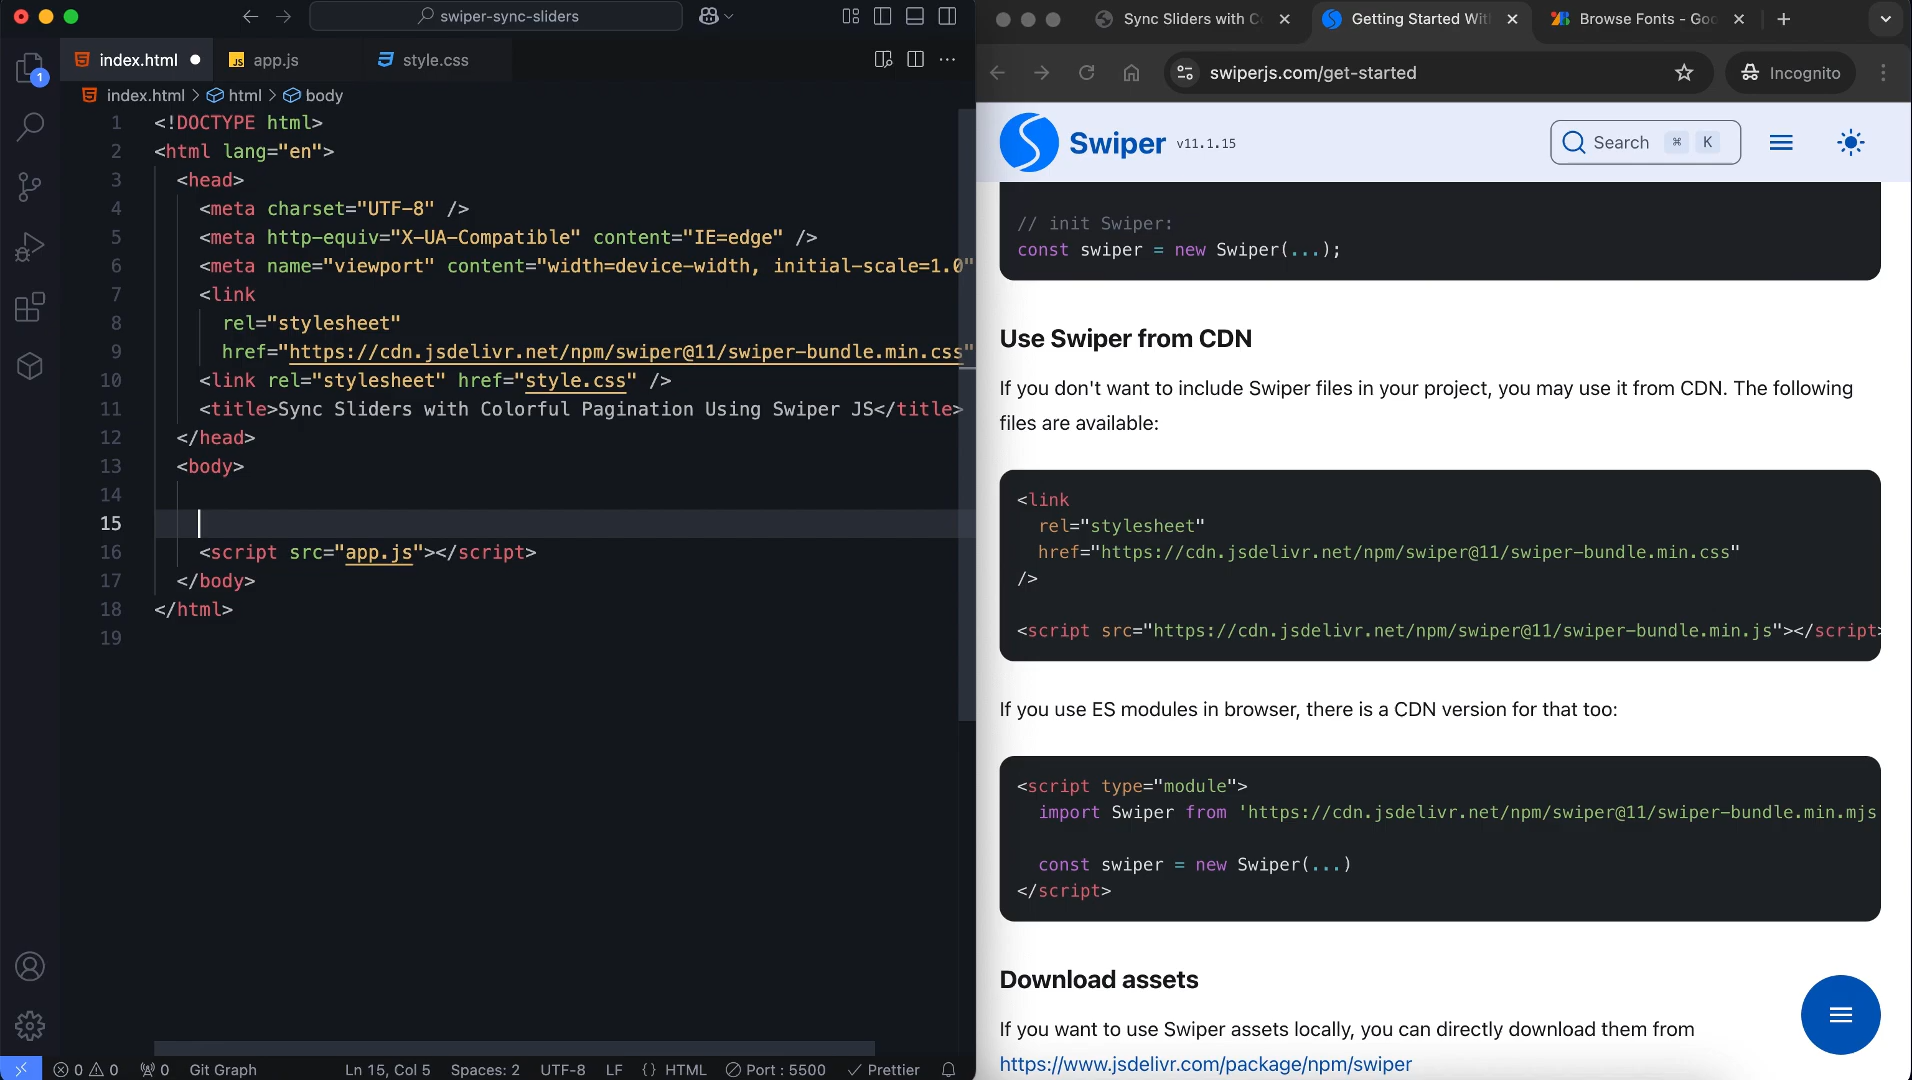 swiper-sync-sliders
index.html
JS app.js
style.css
index.html > html > body
1 <!DOCTYPE html>
2 <html lang="en">
3 <head>
4 <meta charset="UTF-8" />
5 <meta http-equiv="X-UA-Compatible" content="IE=edge" />
6 <meta name="viewport" content="width=device-width, initial-scale=1.0"
7 <link
8 rel="stylesheet"
9 href="https://cdn.jsdelivr.net/npm/swiper@11/swiper-bundle.min.css"
10 <link rel="stylesheet" href="style.css" />
11 <title>Sync Sliders with Colorful Pagination Using Swiper JS</title>
12 </head>
13 <body>
14
15
16 <script src="app.js"></script>
17 </body>
18 </html>
19
1
0 0 0 Git Graph Ln 15, Col 5 Spaces: 2 UTF-8 LF {} HTML Port : 5500 Prettier
Sync Sliders with C
Getting Started Wit
Browse Fonts - Goo
swiperjs.com/get-started
Incognito
Swiper v11.1.15
Search ⌘ K
// init Swiper:
const swiper = new Swiper(...);
Use Swiper from CDN
If you don't want to include Swiper files in your project, you may use it from CDN. The following
files are available:
<link
rel="stylesheet"
href="https://cdn.jsdelivr.net/npm/swiper@11/swiper-bundle.min.css"
/>
<script src="https://cdn.jsdelivr.net/npm/swiper@11/swiper-bundle.min.js"></script>
If you use ES modules in browser, there is a CDN version for that too:
<script type="module">
import Swiper from 'https://cdn.jsdelivr.net/npm/swiper@11/swiper-bundle.min.mjs
const swiper = new Swiper(...)
</script>
Download assets
If you want to use Swiper assets locally, you can directly download them from
https://www.jsdelivr.com/package/npm/swiper